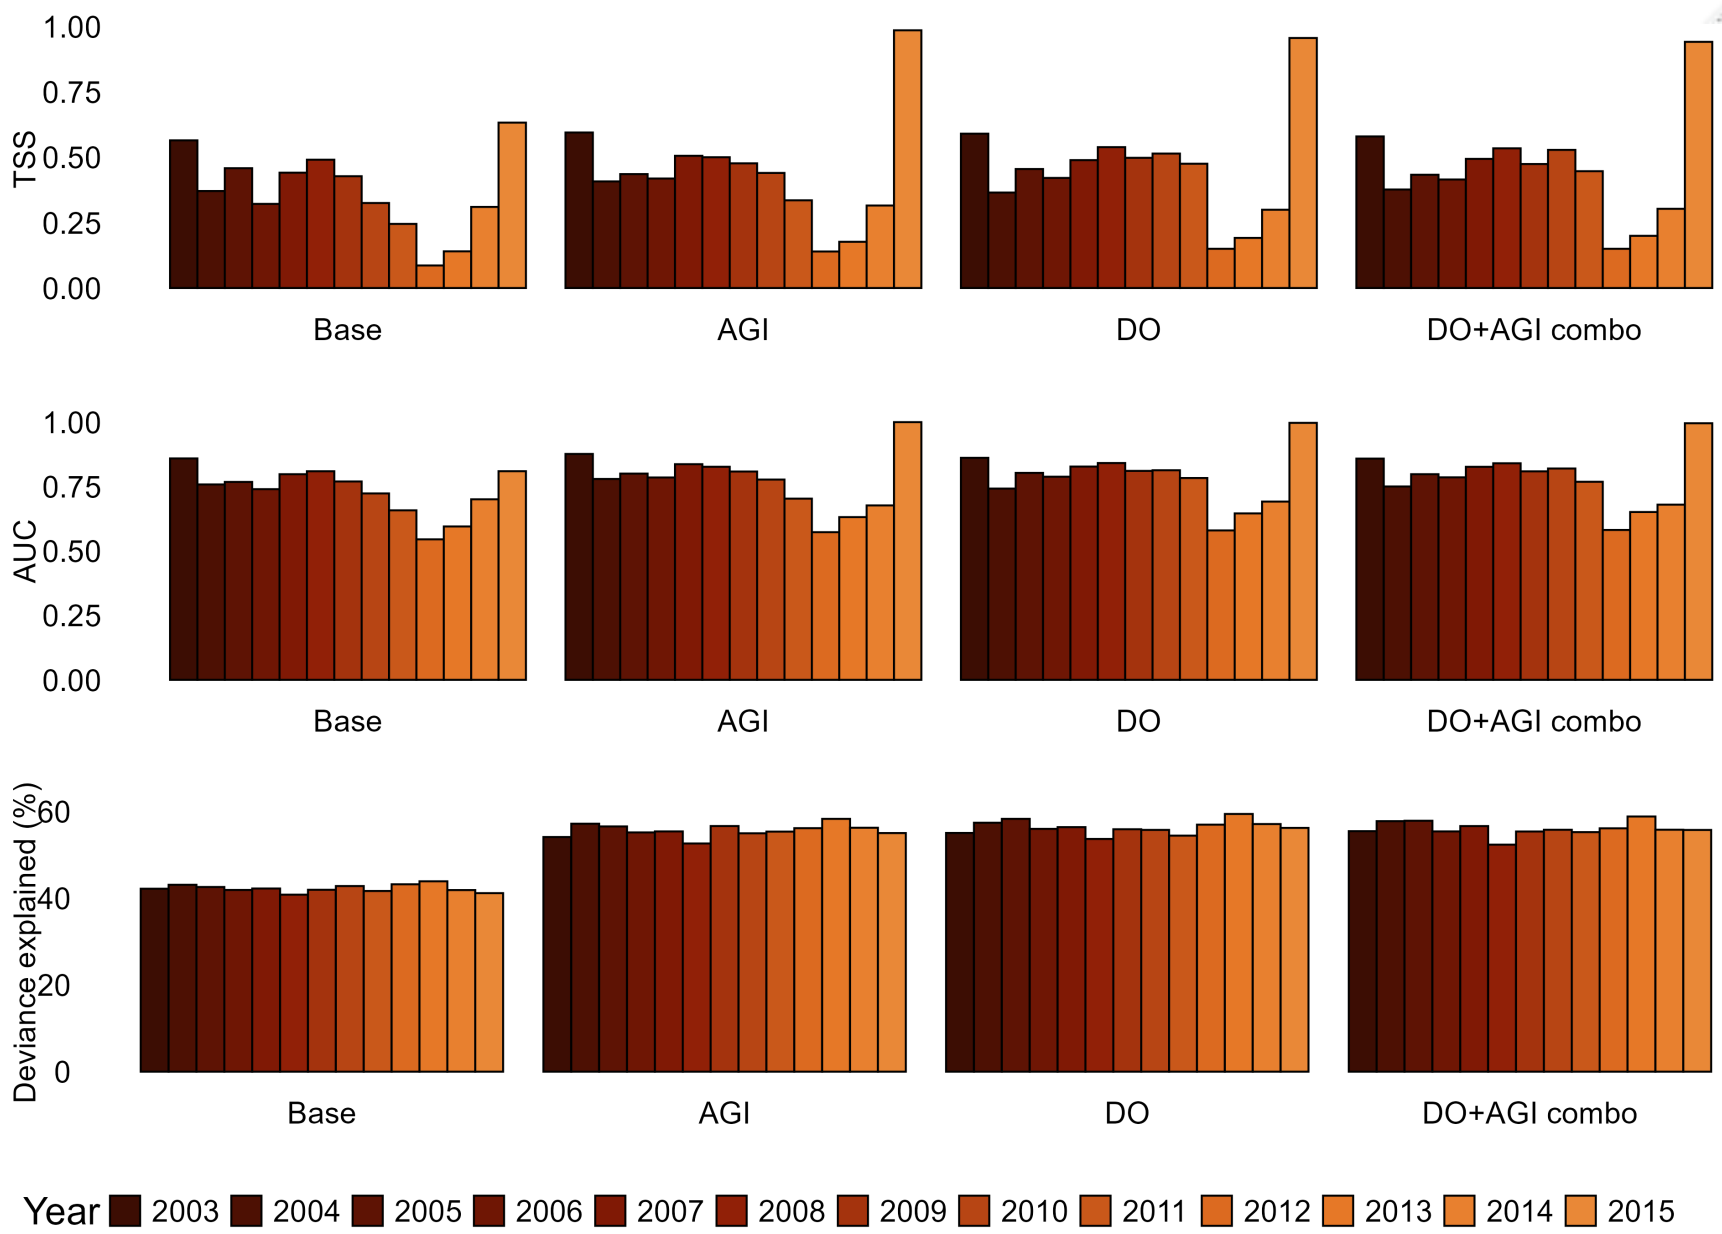 TSS
1.00
0.75
0.50
0.25
0.00
Base AGI DO DO+AGI combo
AUC
1.00
0.75
0.50
0.25
0.00
Base AGI DO DO+AGI combo
Deviance explained (%)
60
40
20
0
Base AGI DO DO+AGI combo
Year 2003 2004 2005 2006 2007 2008 2009 2010 2011 2012 2013 2014 2015